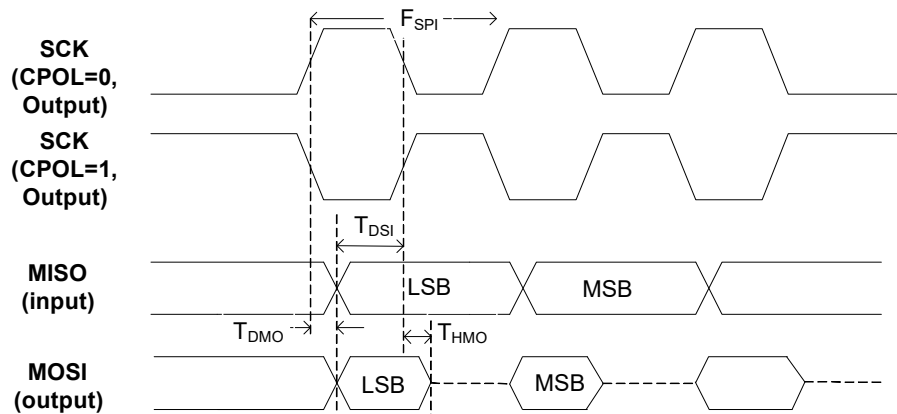 F_SPI
SCK
(CPOL=0,
Output)
SCK
(CPOL=1,
Output)
T_DSI
MISO
(input)
LSB
MSB
T_DMO
T_HMO
MOSI
(output)
LSB
MSB